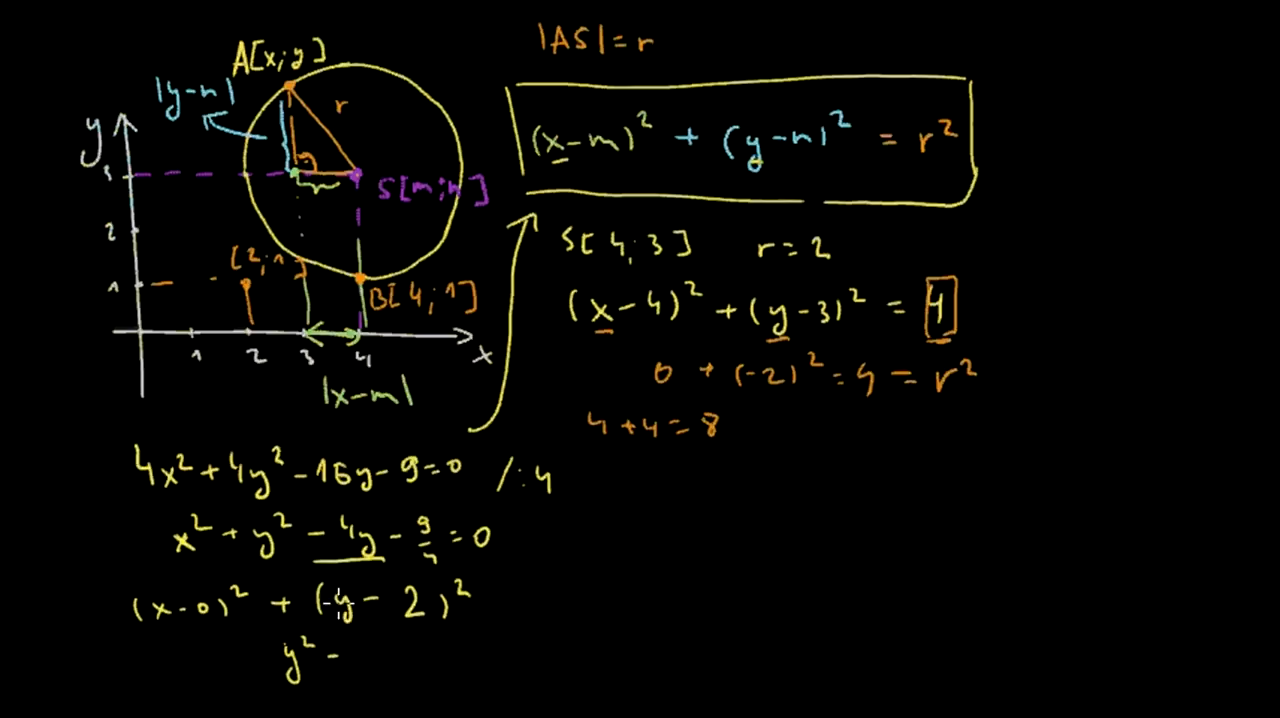 |AS| = r
A[x;y]
|y-n|
r
y
(x-m)² + (y-n)² = r²
3
S[m;n]
2
S[4;3] r=2
[2;1]
1
B[4;1]
(x-4)² + (y-3)² = 4
1 2 3 4 x
|x-m|
0 + (-2)² = 4 = r²
4+4=8
4x² + 4y² - 16y - 9 = 0 /:4
x² + y² - 4y - 9/4 = 0
(x-0)² + (y- 2)²
y² -